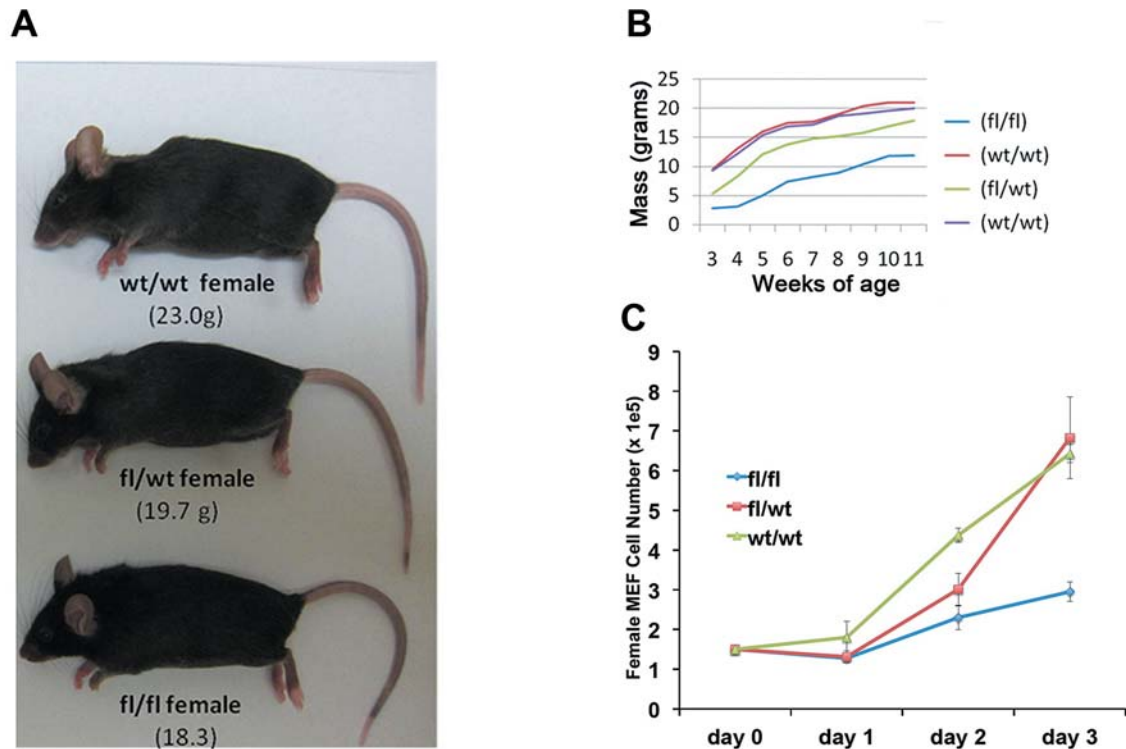 A
wt/wt female
(23.0g)
fl/wt female
(19.7 g)
fl/fl female
(18.3)
B
Mass (grams)
25
20
15
10
5
0
3 4 5 6 7 8 9 10 11
Weeks of age
(fl/fl)
(wt/wt)
(fl/wt)
(wt/wt)
C
Female MEF Cell Number (x 1e5)
9
8
7
6
5
4
3
2
1
0
fl/fl
fl/wt
wt/wt
day 0 day 1 day 2 day 3